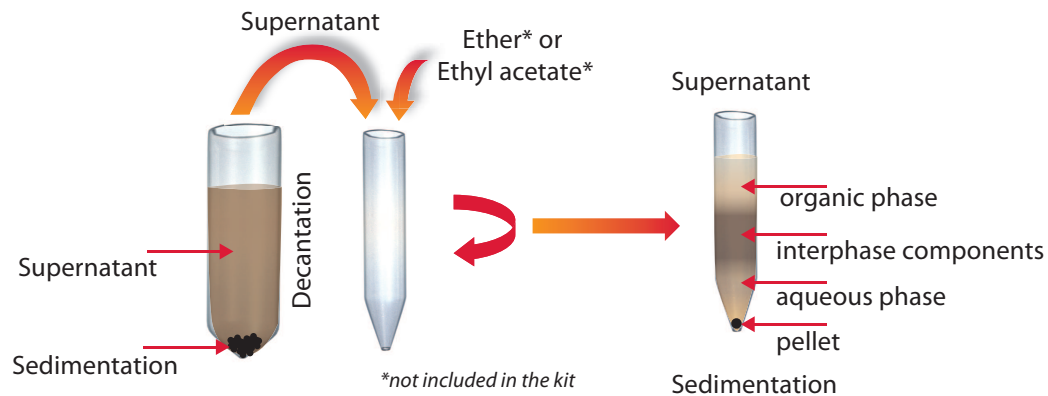 Supernatant
Ether* or
Ethyl acetate*
Supernatant
Decantation
Supernatant
Sedimentation
organic phase
interphase components
aqueous phase
pellet
*not included in the kit
Sedimentation